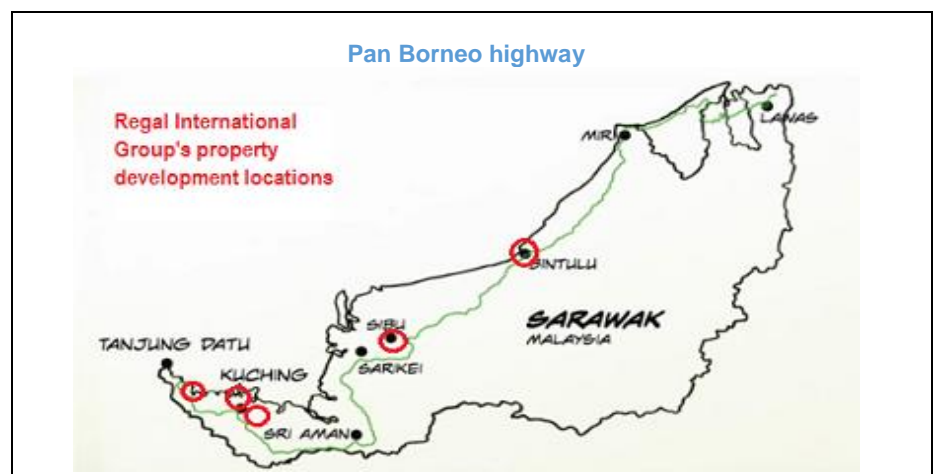 Pan Borneo highway
Regal International
Group's property
development locations
LAWAS
MIRI
BINTULU
SARAWAK
MALAYSIA
SIBU
TANJUNG DATU
SARIKEI
KUCHING
SRI AMAN